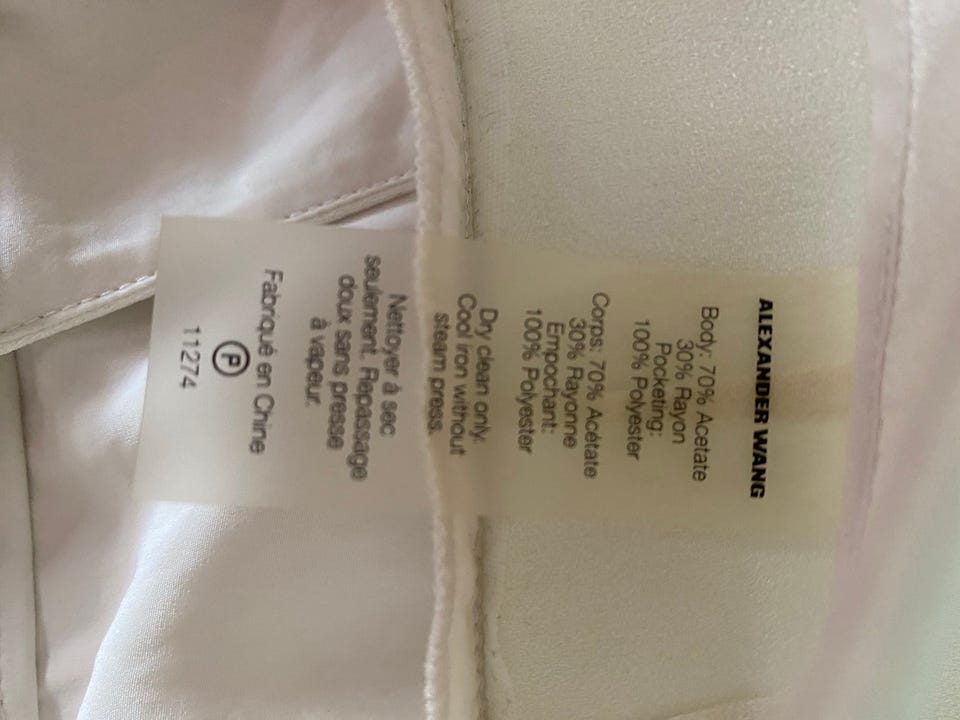 ALEXANDER WANG
Body: 70% Acetate
30% Rayon
Pocketing:
100% Polyester
Corps: 70% Acétate
30% Rayonne
Empochant:
100% Polyester
Dry clean only.
Cool iron without
steam press.
Nettoyer à sec
seulement. Repassage
doux sans presse
à vapeur.
Fabriqué en Chine
P
11274